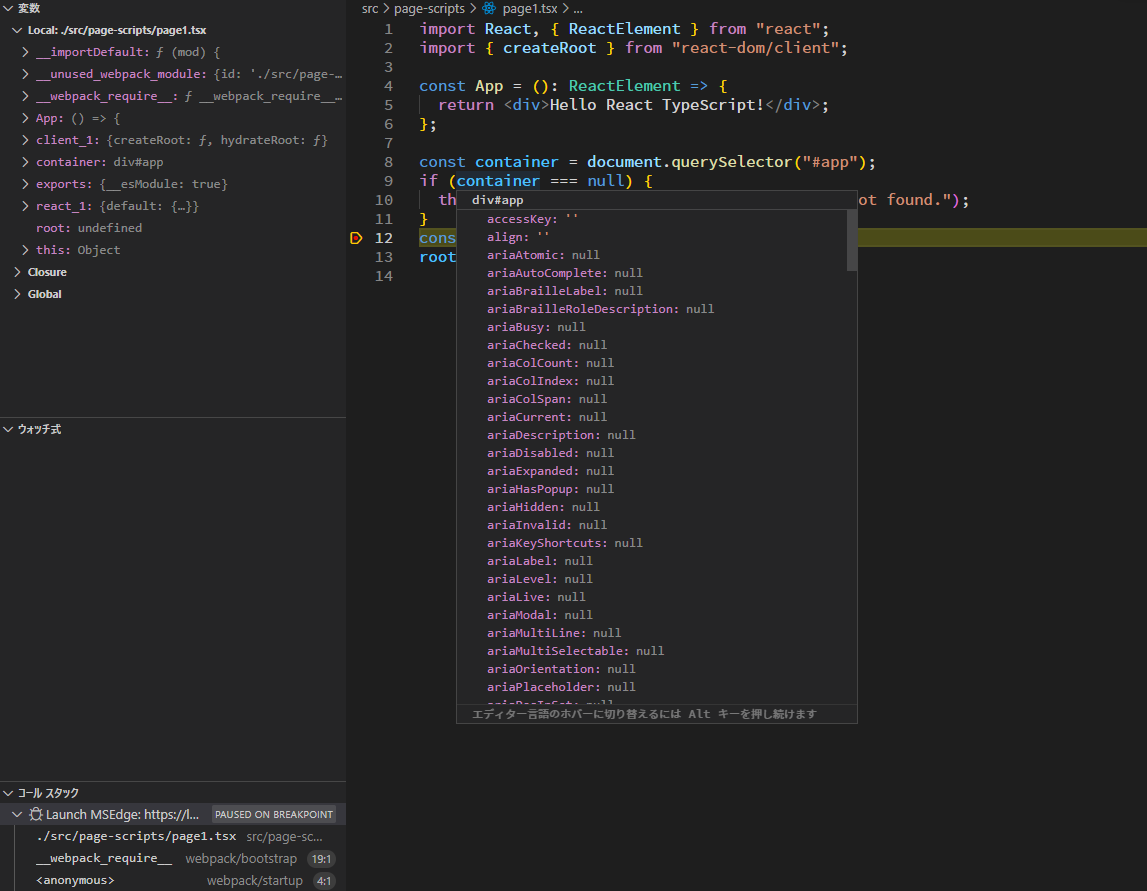 変数
Local: ./src/page-scripts/page1.tsx
__importDefault: ƒ (mod) {
__unused_webpack_module: {id: './src/page-…
__webpack_require__: ƒ __webpack_require__…
App: () => {
client_1: {createRoot: ƒ, hydrateRoot: ƒ}
container: div#app
exports: {__esModule: true}
react_1: {default: {…}}
root: undefined
this: Object
Closure
Global
ウォッチ式
コール スタック
Launch MSEdge: https://l... PAUSED ON BREAKPOINT
./src/page-scripts/page1.tsx src/page-sc...
__webpack_require__ webpack/bootstrap 19:1
<anonymous> webpack/startup 4:1
src > page-scripts > page1.tsx > ...
1 import React, { ReactElement } from "react";
2 import { createRoot } from "react-dom/client";
3
4 const App = (): ReactElement => {
5 return <div>Hello React TypeScript!</div>;
6 };
7
8 const container = document.querySelector("#app");
9 if (container === null) {
10 th ot found.");
11 }
12 cons
13 root
14
div#app
accessKey: ''
align: ''
ariaAtomic: null
ariaAutoComplete: null
ariaBrailleLabel: null
ariaBrailleRoleDescription: null
ariaBusy: null
ariaChecked: null
ariaColCount: null
ariaColIndex: null
ariaColSpan: null
ariaCurrent: null
ariaDescription: null
ariaDisabled: null
ariaExpanded: null
ariaHasPopup: null
ariaHidden: null
ariaInvalid: null
ariaKeyShortcuts: null
ariaLabel: null
ariaLevel: null
ariaLive: null
ariaModal: null
ariaMultiLine: null
ariaMultiSelectable: null
ariaOrientation: null
ariaPlaceholder: null
エディター言語のホバーに切り替えるには Alt キーを押し続けます